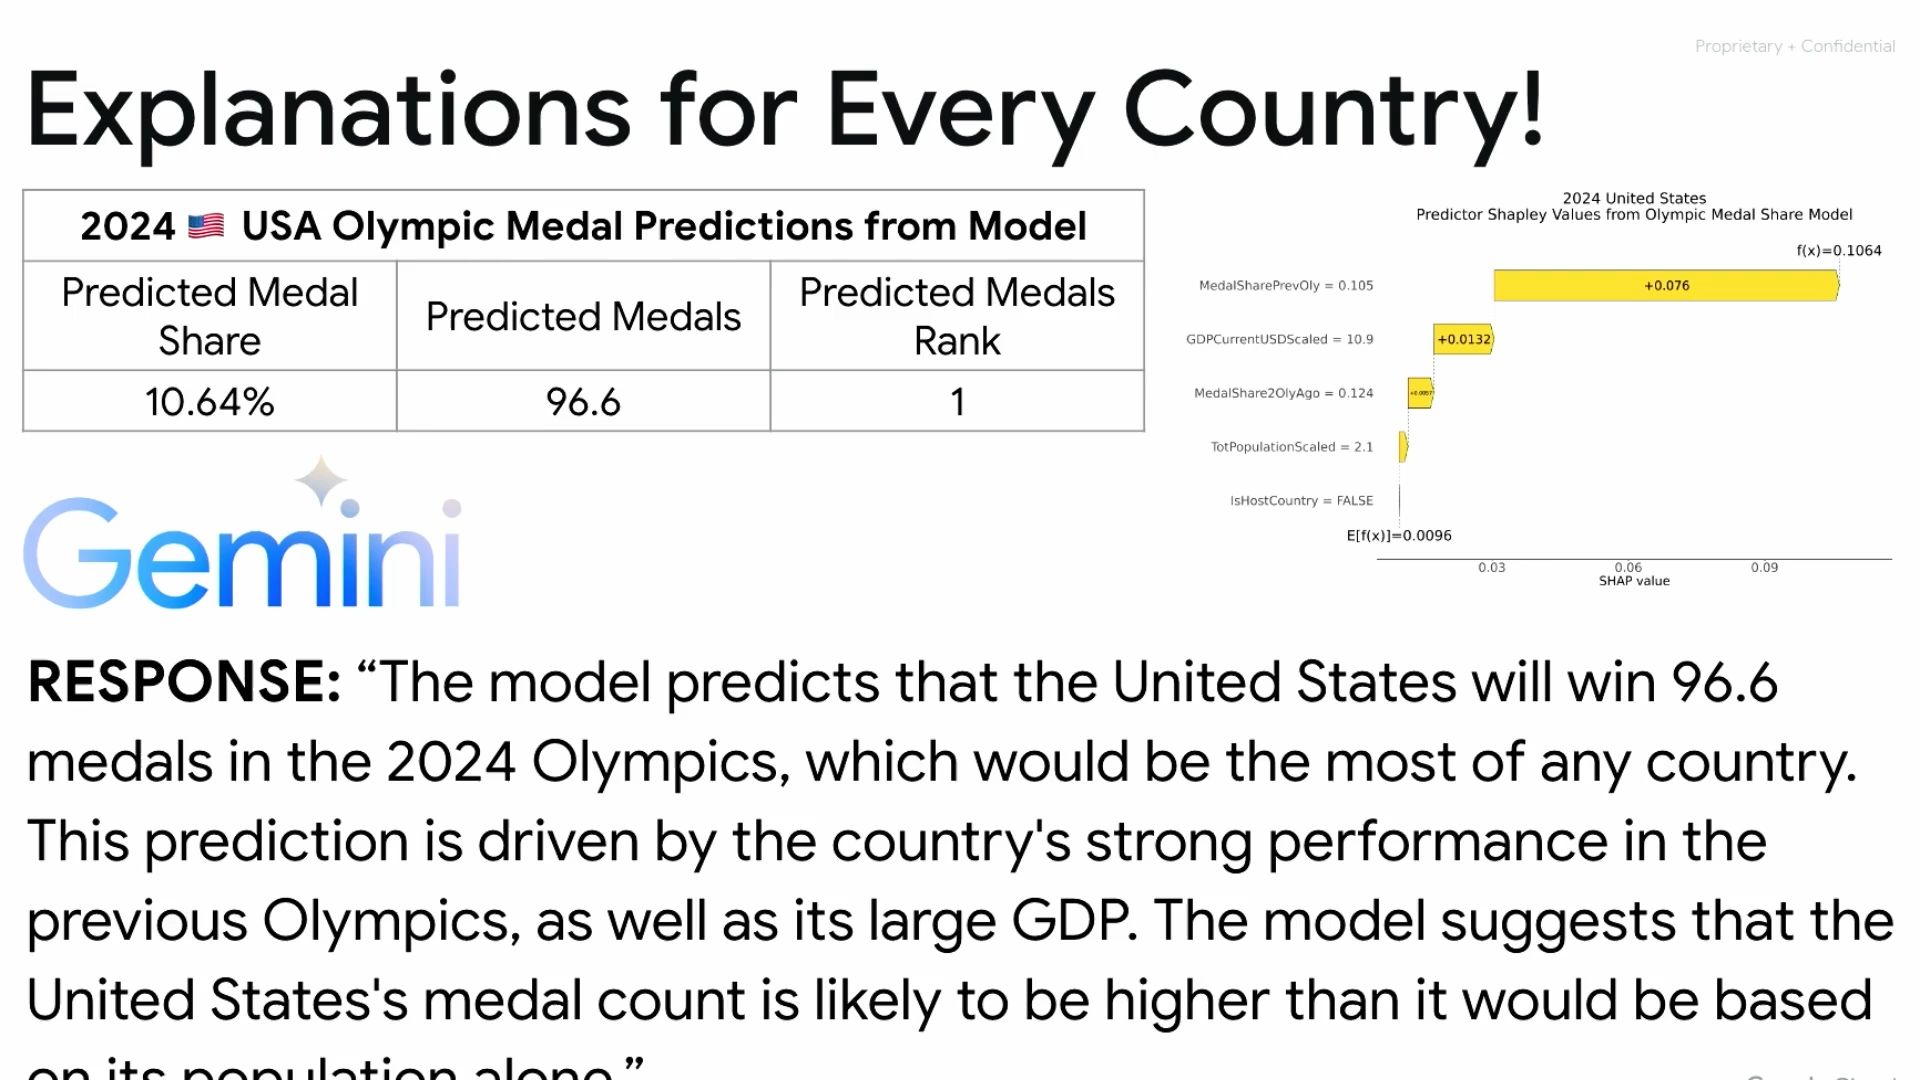 Proprietary + Confidential
Explanations for Every Country!
2024 🇺🇸 USA Olympic Medal Predictions from Model
Predicted Medal Share
Predicted Medals
Predicted Medals Rank
10.64%
96.6
1
2024 United States
Predictor Shapley Values from Olympic Medal Share Model
f(x)=0.1064
MedalSharePrevOly = 0.105
+0.076
GDPCurrentUSDScaled = 10.9
+0.0132
MedalShare2OlyAgo = 0.124
TotPopulationScaled = 2.1
IsHostCountry = FALSE
E[f(x)]=0.0096
0.03
0.06
0.09
SHAP value
Gemini
RESPONSE: “The model predicts that the United States will win 96.6
medals in the 2024 Olympics, which would be the most of any country.
This prediction is driven by the country's strong performance in the
previous Olympics, as well as its large GDP. The model suggests that the
United States's medal count is likely to be higher than it would be based
on its population alone.”